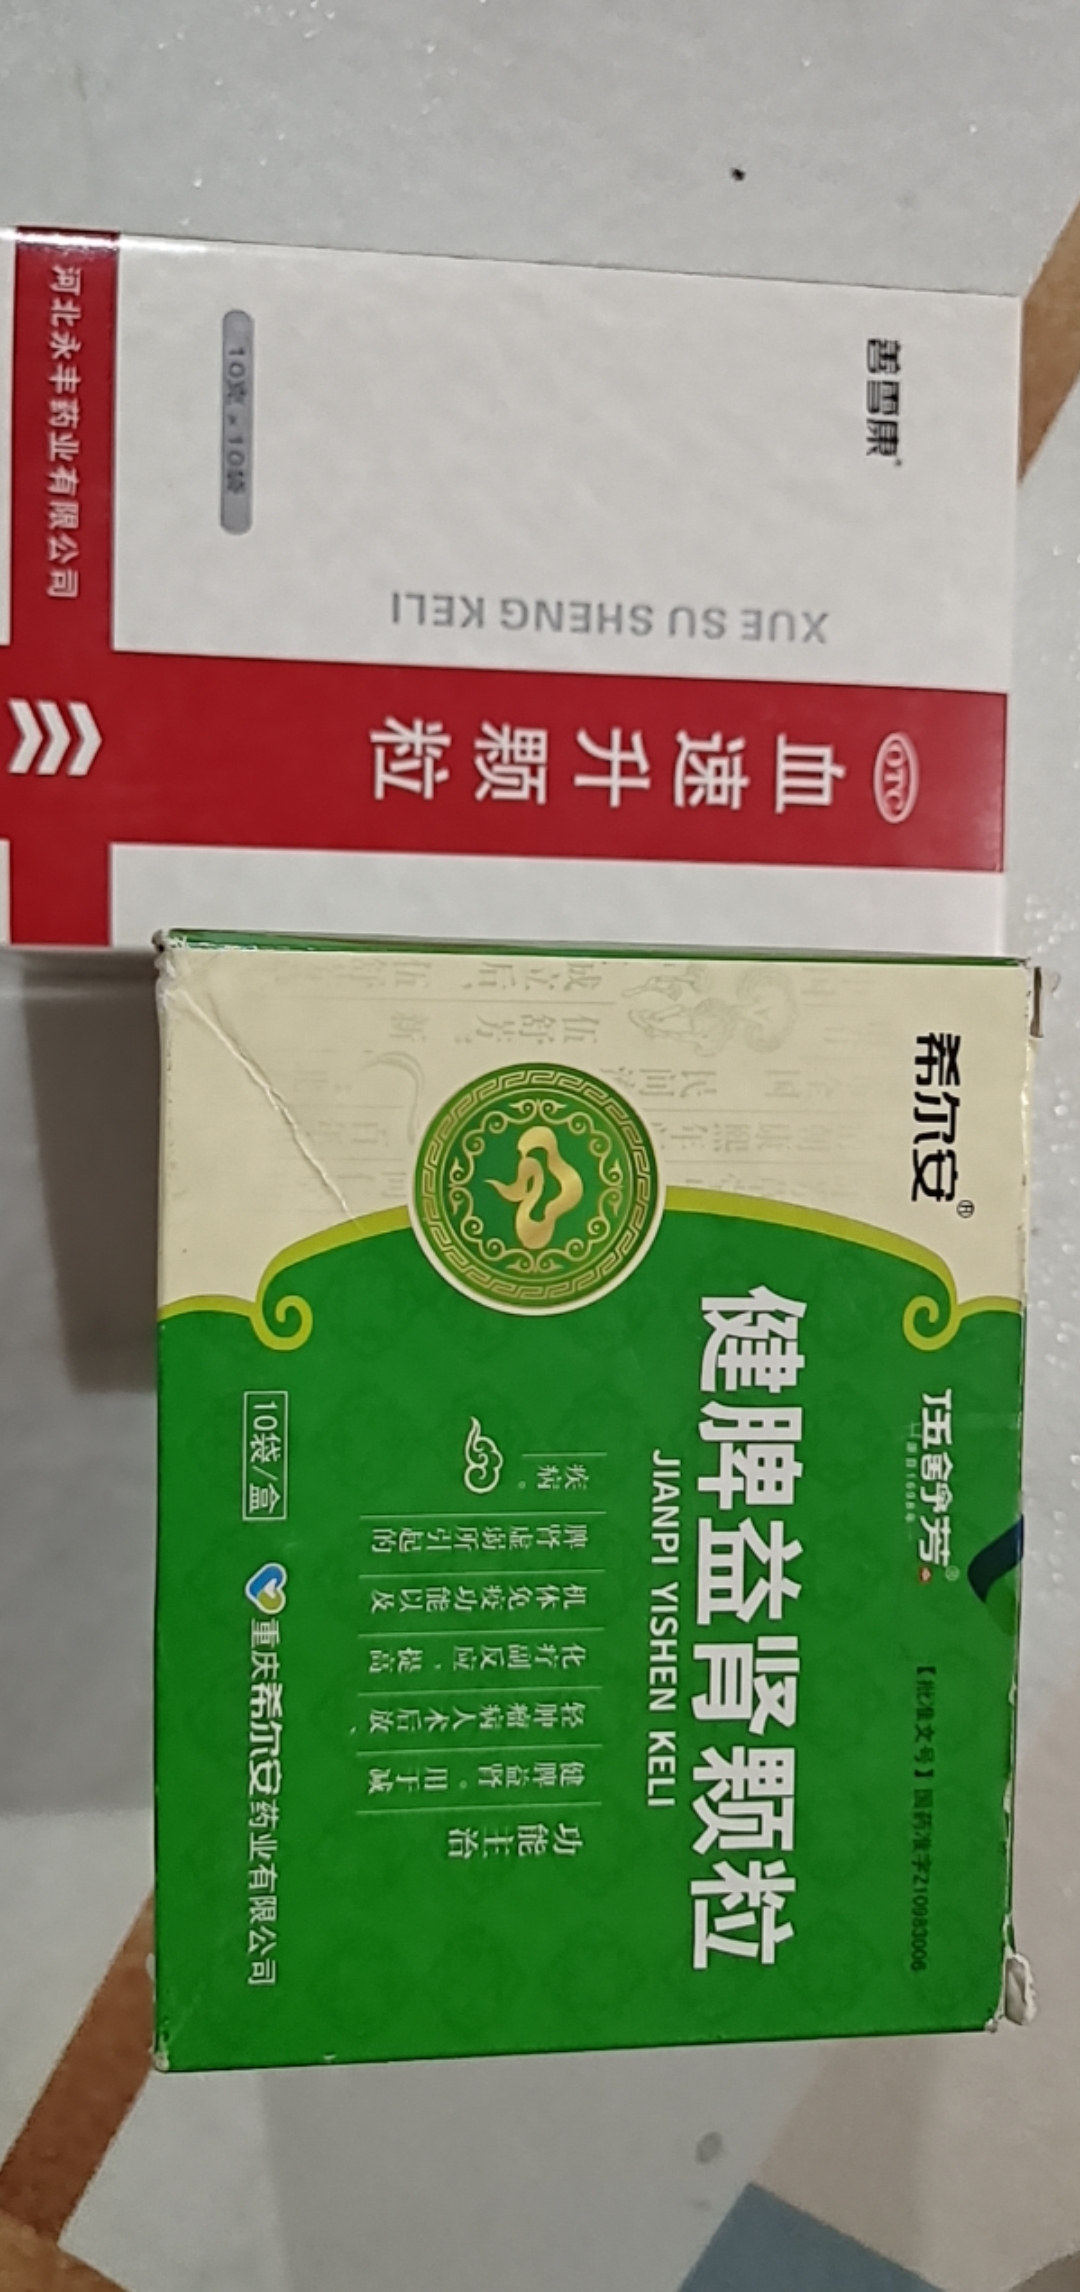 善雪康
OTC
血速升颗粒
XUE SU SHENG KELI
10克×10袋
河北永丰药业有限公司
希尔安®
伍舒芳®
【批准文号】国药准字Z10983006
健脾益肾颗粒
JIANPI YISHEN KELI
功能主治
健脾益肾。用于减
轻肿瘤病人术后放、
化疗副反应,提高
机体免疫功能以及
脾肾虚弱所引起的
疾病。
10袋/盒
重庆希尔安药业有限公司